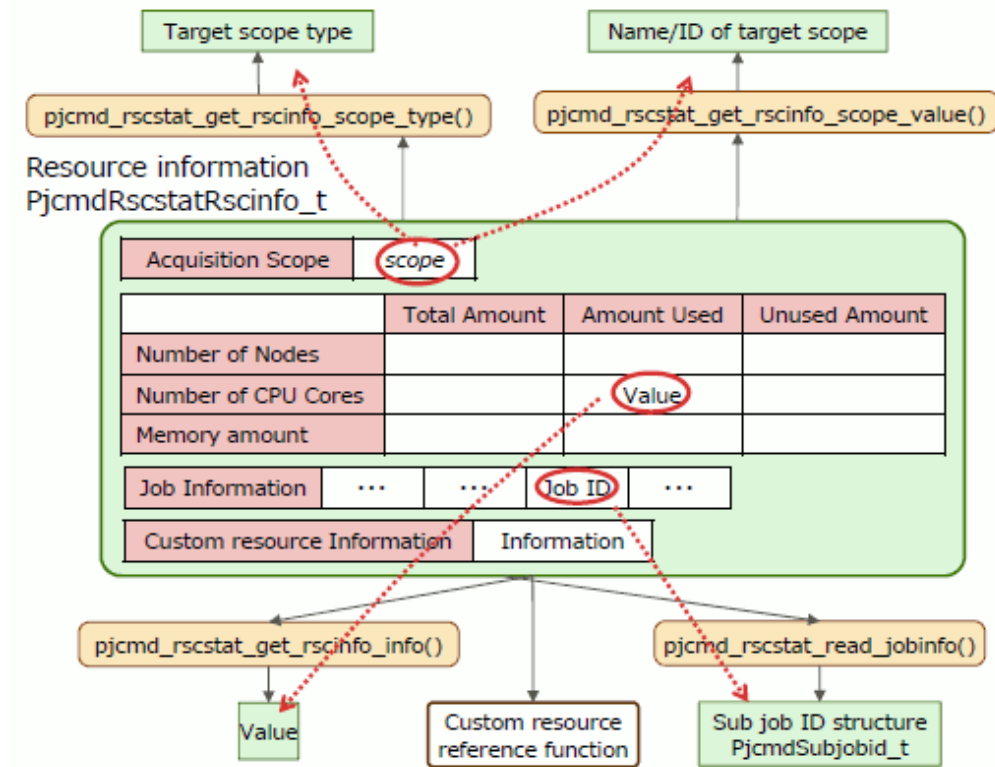 Target scope type
Name/ID of target scope
pjcmd_rscstat_get_rscinfo_scope_type()
pjcmd_rscstat_get_rscinfo_scope_value()
Resource information
PjcmdRscstatRscinfo_t
Acquisition Scope
scope
Total Amount
Amount Used
Unused Amount
Number of Nodes
Number of CPU Cores
Value
Memory amount
Job Information
...
...
Job ID
...
Custom resource Information
Information
pjcmd_rscstat_get_rscinfo_info()
pjcmd_rscstat_read_jobinfo()
Value
Custom resource
reference function
Sub job ID structure
PjcmdSubjobid_t